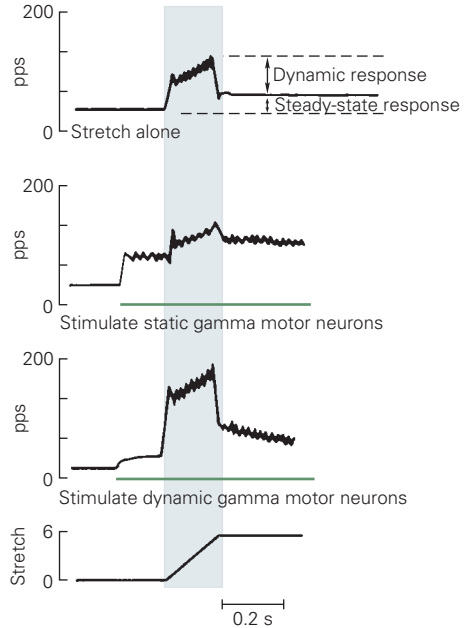 200
pps
0
Dynamic response
Steady-state response
Stretch alone
200
pps
0
Stimulate static gamma motor neurons
200
pps
0
Stimulate dynamic gamma motor neurons
6
Stretch
0
0.2 s